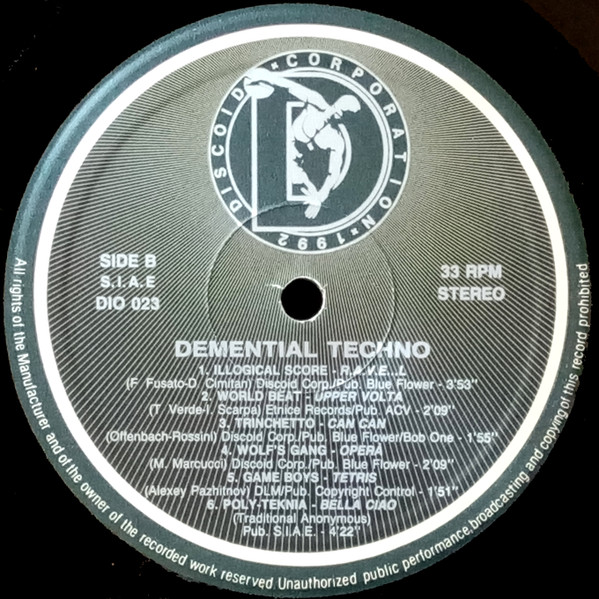 DISCOID * CORPORATION * 1992
SIDE B
S.I.A.E
DIO 023
33 RPM
STEREO
DEMENTIAL TECHNO
1. ILLOGICAL SCORE - R.A.V.E...L
(F. Fusato-D. Cimitan) Discoid Corp./Pub. Blue Flower - 3'53"
2. WORLD BEAT - UPPER VOLTA
(T. Verde-I. Scarpa) Etnice Records/Pub. ACV - 2'09"
3. TRINCHETTO - CAN CAN
(Offenbach-Rossini) Discoid Corp./Pub. Blue Flower/Bob One - 1'55"
4. WOLF'S GANG - OPERA
(M. Marcucci) Discoid Corp./Pub. Blue Flower - 2'09"
5. GAME BOYS - TETRIS
(Alexey Pazhitnov) DLM/Pub. Copyright Control - 1'51"
6. POLY-TEKNIA - BELLA CIAO
(Traditional Anonymous)
Pub. S.I.A.E. - 4'22"
All rights of the Manufacturer and of the owner of the recorded work reserved Unauthorized public performance,broadcasting and copying of this record prohibited